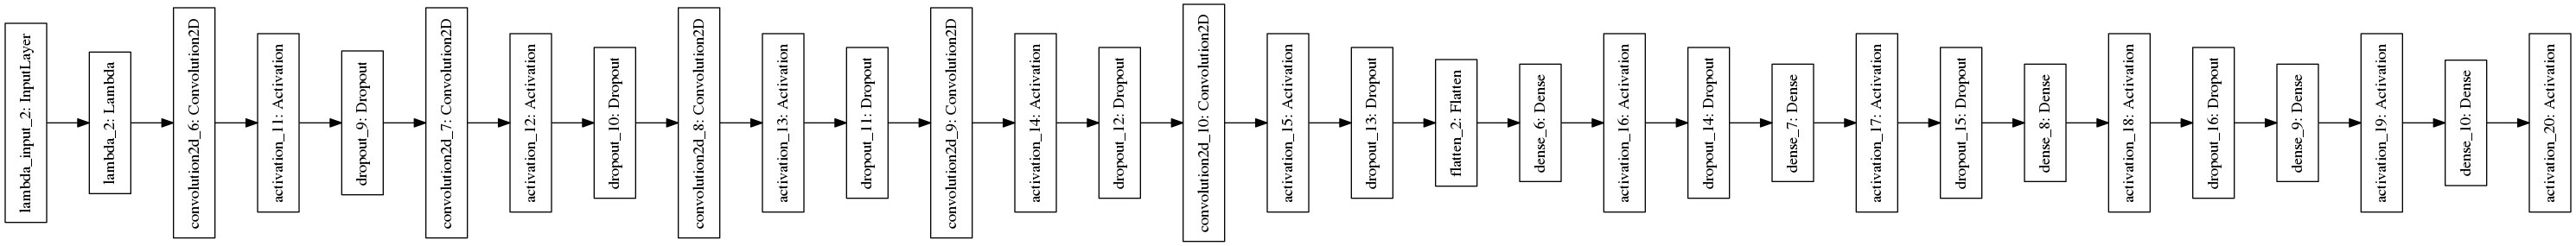 lambda_input_2: InputLayer
lambda_2: Lambda
convolution2d_6: Convolution2D
activation_11: Activation
dropout_9: Dropout
convolution2d_7: Convolution2D
activation_12: Activation
dropout_10: Dropout
convolution2d_8: Convolution2D
activation_13: Activation
dropout_11: Dropout
convolution2d_9: Convolution2D
activation_14: Activation
dropout_12: Dropout
convolution2d_10: Convolution2D
activation_15: Activation
dropout_13: Dropout
flatten_2: Flatten
dense_6: Dense
activation_16: Activation
dropout_14: Dropout
dense_7: Dense
activation_17: Activation
dropout_15: Dropout
dense_8: Dense
activation_18: Activation
dropout_16: Dropout
dense_9: Dense
activation_19: Activation
dense_10: Dense
activation_20: Activation